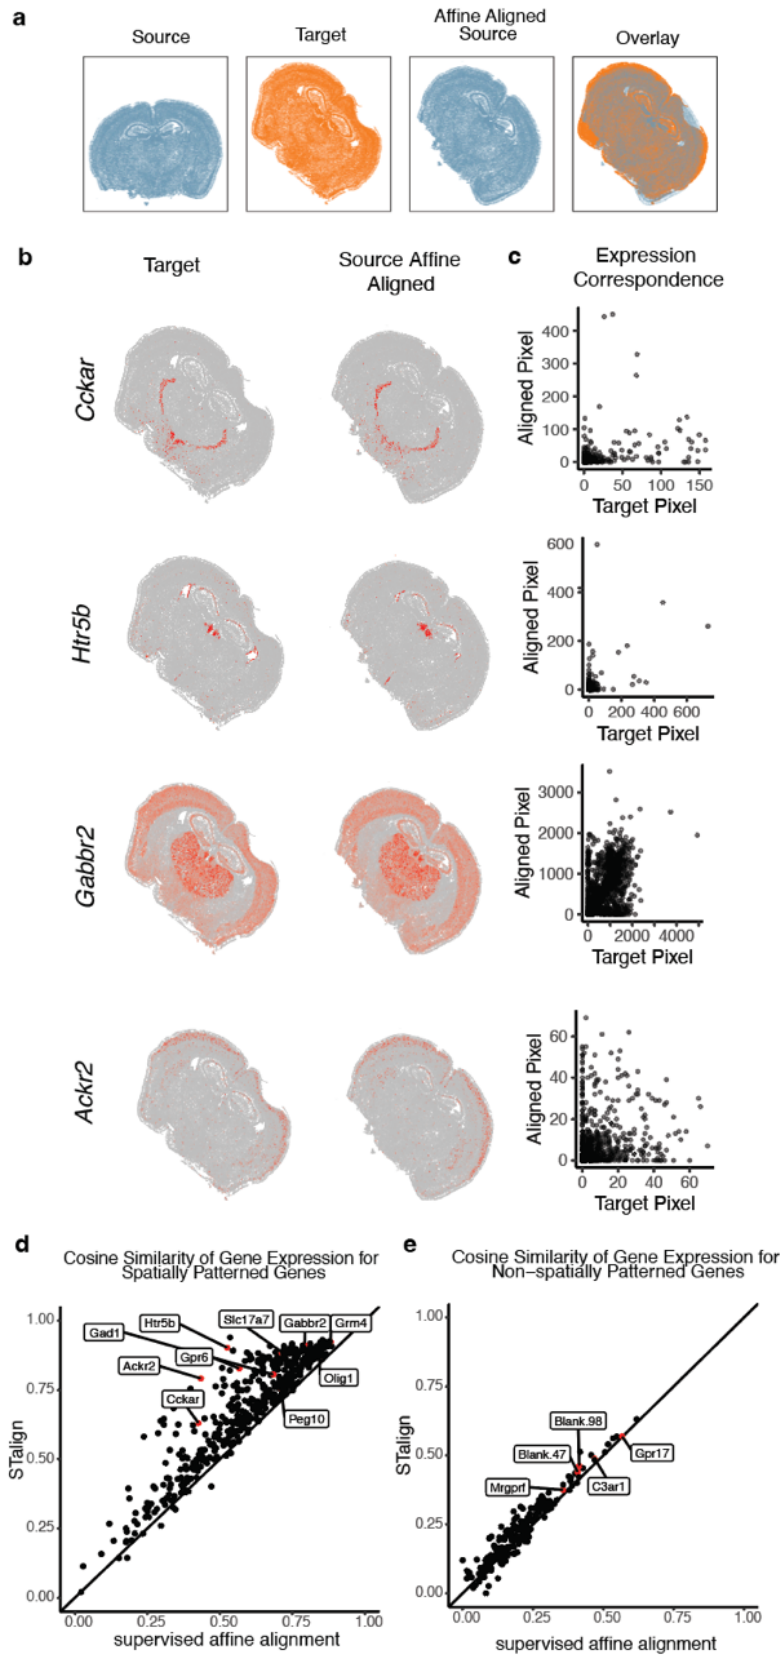 a
Source
Target
Affine Aligned
Source
Overlay
b
Target
Source Affine
Aligned
c
Expression
Correspondence
Cckar
Aligned Pixel
400
300
200
100
0
0 50 100 150
Target Pixel
Htr5b
Aligned Pixel
600
400
200
0
0 200 400 600
Target Pixel
Gabbr2
Aligned Pixel
3000
2000
1000
0
0 2000 4000
Target Pixel
Ackr2
Aligned Pixel
60
40
20
0
0 20 40 60
Target Pixel
d
Cosine Similarity of Gene Expression for
Spatially Patterned Genes
STalign
1.00
0.75
0.50
0.25
0.00
Htr5b
Slc17a7
Gabbr2
Grm4
Gad1
Gpr6
Ackr2
Olig1
Cckar
Peg10
0.00 0.25 0.50 0.75 1.00
supervised affine alignment
e
Cosine Similarity of Gene Expression for
Non-spatially Patterned Genes
STalign
1.00
0.75
0.50
0.25
0.00
Blank.98
Blank.47
Gpr17
Mrgprf
C3ar1
0.00 0.25 0.50 0.75 1.00
supervised affine alignment